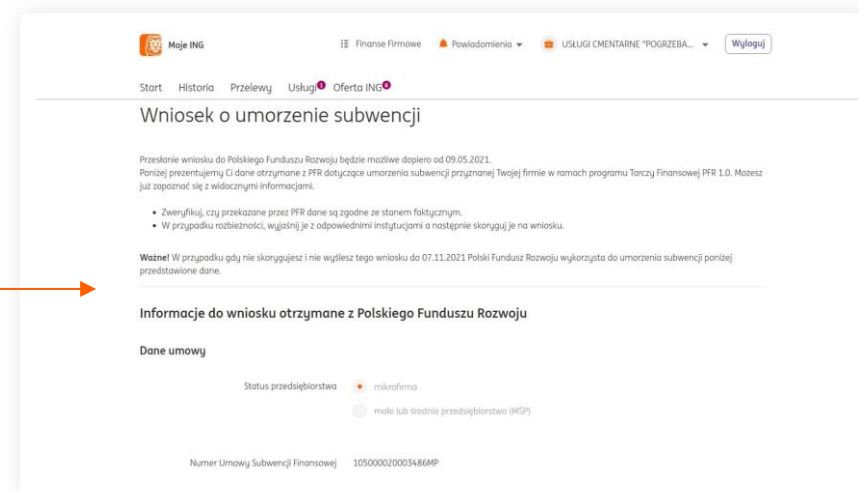 Moje ING
Finanse Firmowe
Powiadomienia
USŁUGI CMENTARNE "POGRZEBA...
Wyloguj
Start Historia Przelewy Usługi Oferta ING
Wniosek o umorzenie subwencji
Przesłanie wniosku do Polskiego Funduszu Rozwoju będzie możliwe dopiero od 09.05.2021.
Poniżej prezentujemy Ci dane otrzymane z PFR dotyczące umorzenia subwencji przyznanej Twojej firmie w ramach programu Tarczy Finansowej PFR 1.0. Możesz
już zapoznać się z widocznymi informacjami.
• Zweryfikuj, czy przekazane przez PFR dane są zgodne ze stanem faktycznym.
• W przypadku rozbieżności, wyjaśnij je z odpowiednimi instytucjami a następnie skoryguj je na wniosku.
Ważne! W przypadku gdy nie skorygujesz i nie wyślesz tego wniosku do 07.11.2021 Polski Fundusz Rozwoju wykorzysta do umorzenia subwencji poniżej
przedstawione dane.
Informacje do wniosku otrzymane z Polskiego Funduszu Rozwoju
Dane umowy
Status przedsiębiorstwa mikrofirma
małe lub średnie przedsiębiorstwo (MŚP)
Numer Umowy Subwencji Finansowej 105000020003486MP